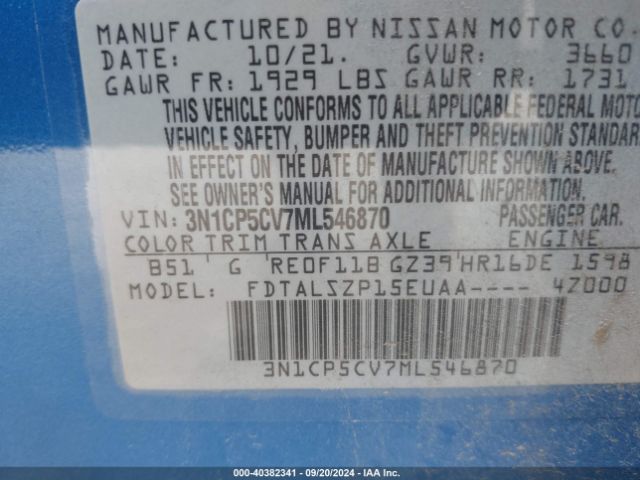 MANUFACTURED BY NISSAN MOTOR CO.
DATE: 10/21. GVWR: 3660
GAWR FR: 1929 LBS GAWR RR: 1731
THIS VEHICLE CONFORMS TO ALL APPLICABLE FEDERAL MOTO
VEHICLE SAFETY, BUMPER AND THEFT PREVENTION STANDAR
IN EFFECT ON THE DATE OF MANUFACTURE SHOWN ABOVE.
SEE OWNER'S MANUAL FOR ADDITIONAL INFORMATION.
VIN: 3N1CP5CV7ML546870 PASSENGER CAR.
COLOR TRIM TRANS AXLE ENGINE
B51 G RE0F11B GZ39 HR16DE 1598
MODEL: FDTALSZP15EUAA---- 4Z000
3N1CP5CV7ML546870
000-40382341 - 09/20/2024 - IAA Inc.